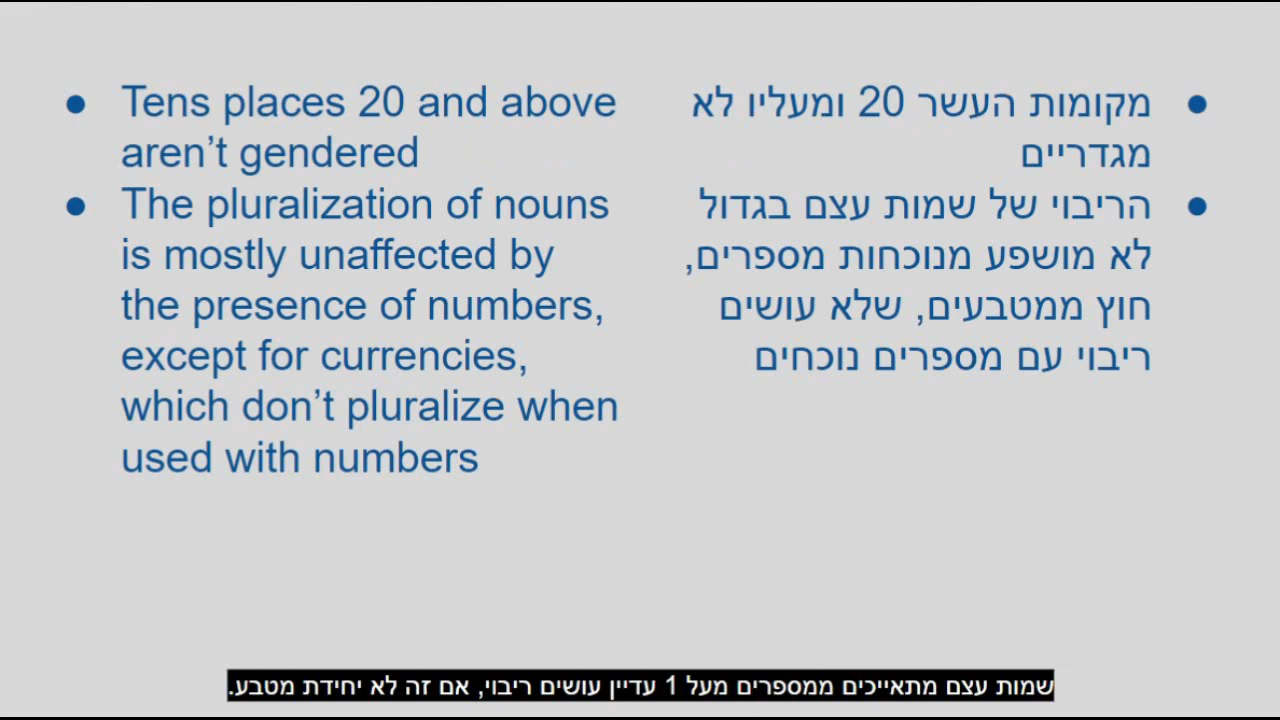 ● Tens places 20 and above
aren’t gendered
● The pluralization of nouns
is mostly unaffected by
the presence of numbers,
except for currencies,
which don’t pluralize when
used with numbers
● מקומות העשר 20 ומעליו לא
מגדריים
● הריבוי של שמות עצם בגדול
לא מושפע מנוכחות מספרים,
חוץ ממטבעים, שלא עושים
ריבוי עם מספרים נוכחים
שמות עצם מתאייכים ממספרים מעל 1 עדיין עושים ריבוי, אם זה לא יחידת מטבע.